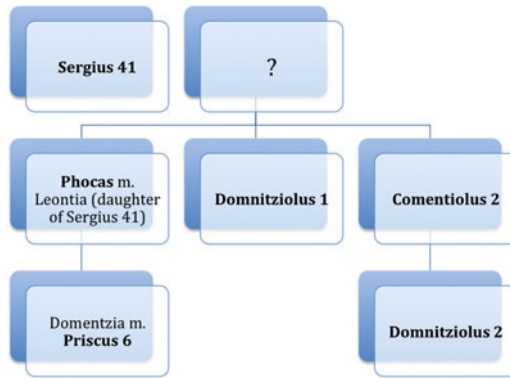 Sergius 41
?
Phocas m.
Leontia (daughter
of Sergius 41)
Domnitziolus 1
Comentiolus 2
Domentzia m.
Priscus 6
Domnitziolus 2